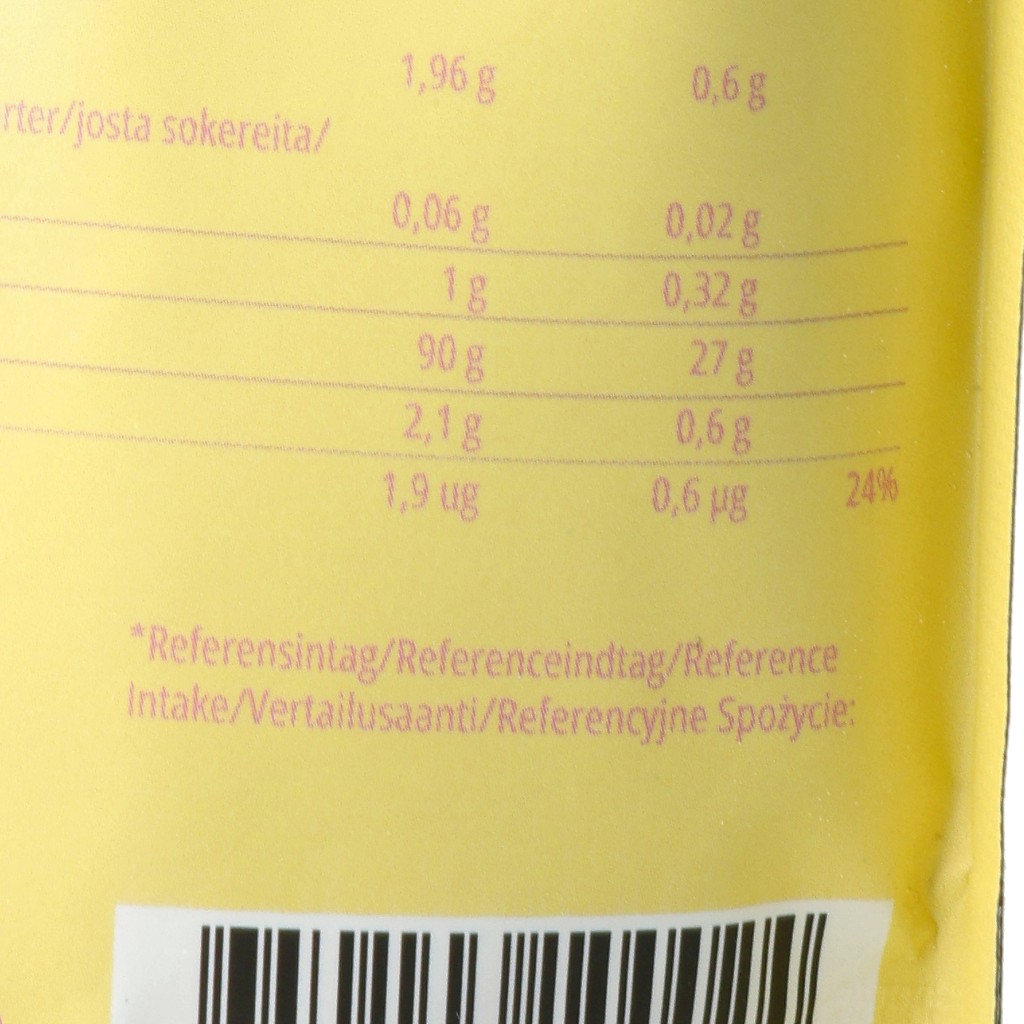 1,96 g 0,6 g
rter/josta sokereita/
0,06 g 0,02 g
1 g 0,32 g
90 g 27 g
2,1 g 0,6 g
1,9 ug 0,6 µg 24%
*Referensintag/Referenceindtag/Reference
Intake/Vertailusaanti/Referencyjne Spożycie: